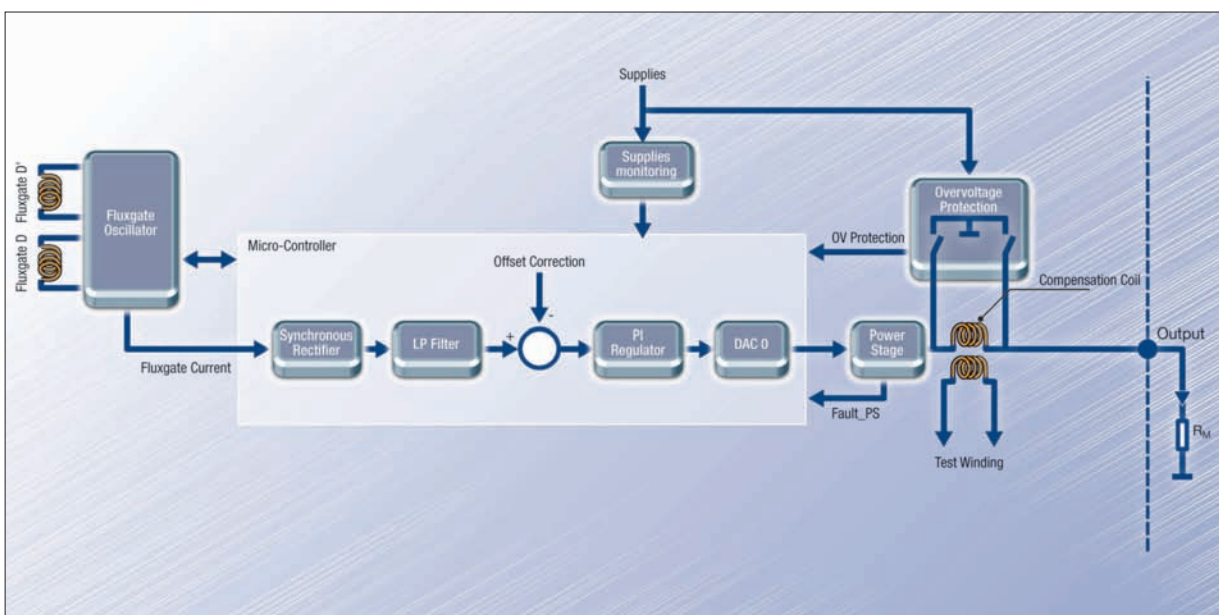 Supplies
Supplies
monitoring
Overvoltage
Protection
Fluxgate D'
Fluxgate D
Fluxgate
Oscillator
Micro-Controller
OV Protection
Offset Correction
Compensation Coil
+
-
Synchronous
Rectifier
LP Filter
PI
Regulator
DAC 0
Power
Stage
Output
Fluxgate Current
Fault_PS
Test Winding
RM